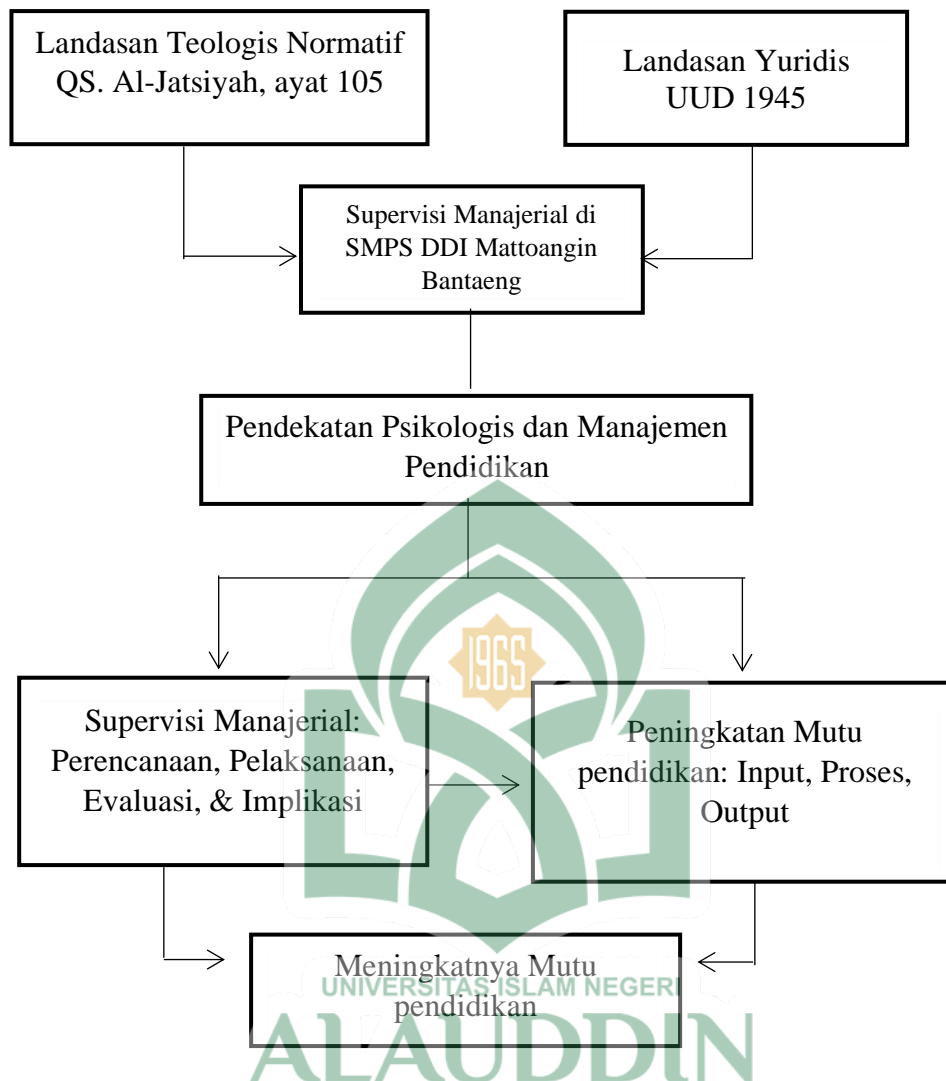 Landasan Teologis Normatif
QS. Al-Jatsiyah, ayat 105
Landasan Yuridis
UUD 1945
Supervisi Manajerial di
SMPS DDI Mattoangin
Bantaeng
Pendekatan Psikologis dan Manajemen
Pendidikan
1965
Supervisi Manajerial:
Perencanaan, Pelaksanaan,
Evaluasi, & Implikasi
Peningkatan Mutu
pendidikan: Input, Proses,
Output
Meningkatnya Mutu
pendidikan
UNIVERSITAS ISLAM NEGERI
ALAUDDIN